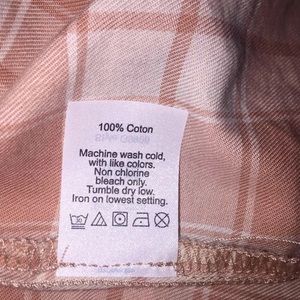 100% Coton
Machine wash cold,
with like colors.
Non chlorine
bleach only.
Tumble dry low.
Iron on lowest setting.
30